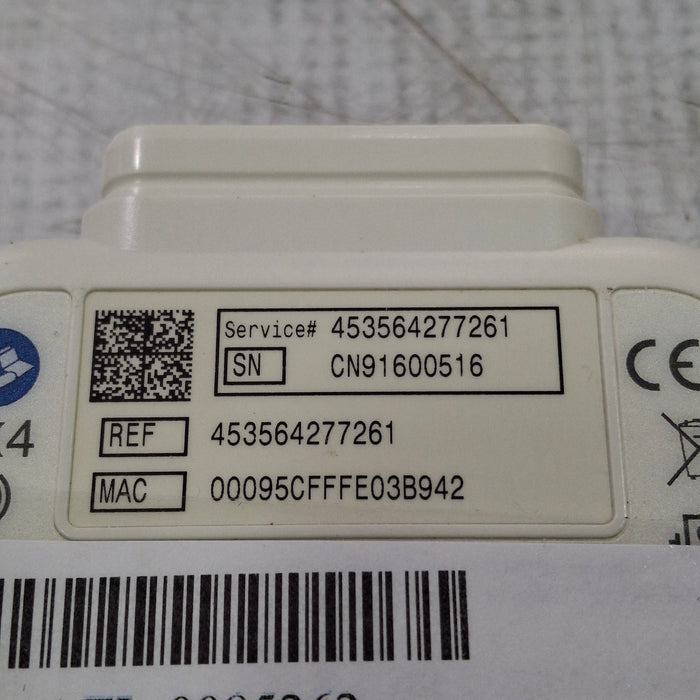 Service# 453564277261
SN CN91600516
REF 453564277261
MAC 00095CFFFE03B942
CE
X4